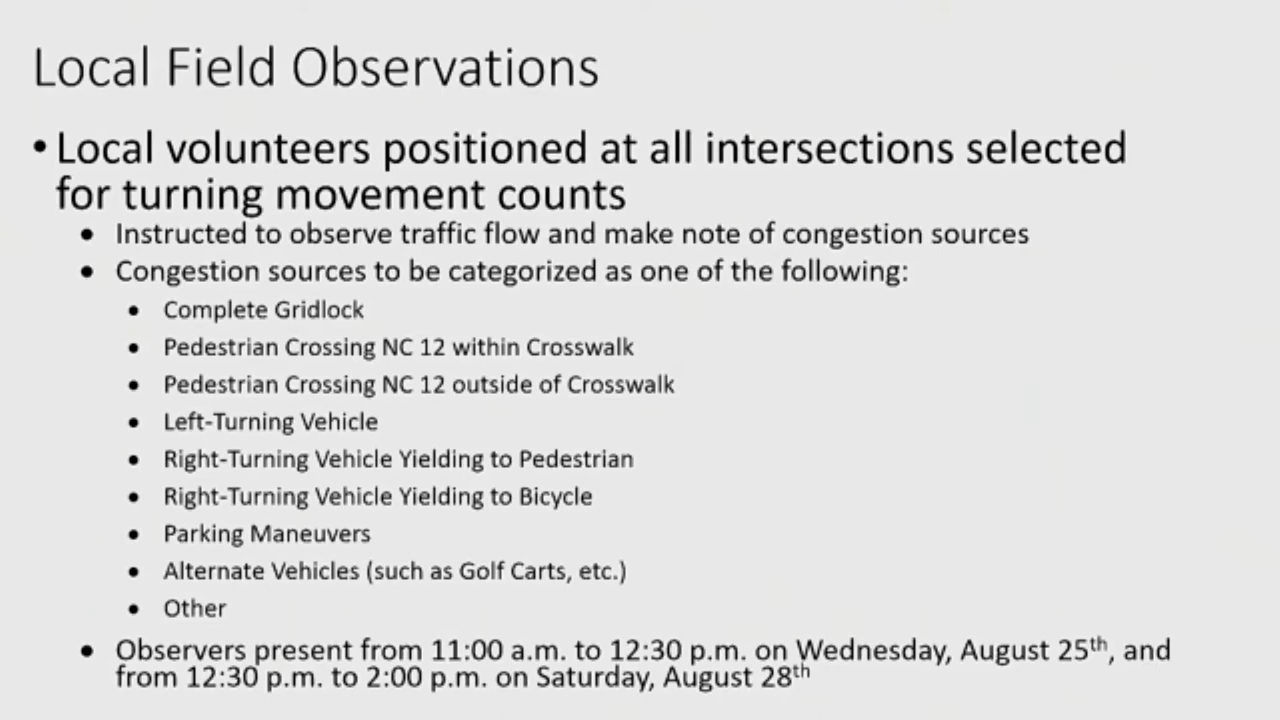 Local Field Observations
• Local volunteers positioned at all intersections selected
for turning movement counts
• Instructed to observe traffic flow and make note of congestion sources
• Congestion sources to be categorized as one of the following:
• Complete Gridlock
• Pedestrian Crossing NC 12 within Crosswalk
• Pedestrian Crossing NC 12 outside of Crosswalk
• Left-Turning Vehicle
• Right-Turning Vehicle Yielding to Pedestrian
• Right-Turning Vehicle Yielding to Bicycle
• Parking Maneuvers
• Alternate Vehicles (such as Golf Carts, etc.)
• Other
• Observers present from 11:00 a.m. to 12:30 p.m. on Wednesday, August 25th, and
from 12:30 p.m. to 2:00 p.m. on Saturday, August 28th